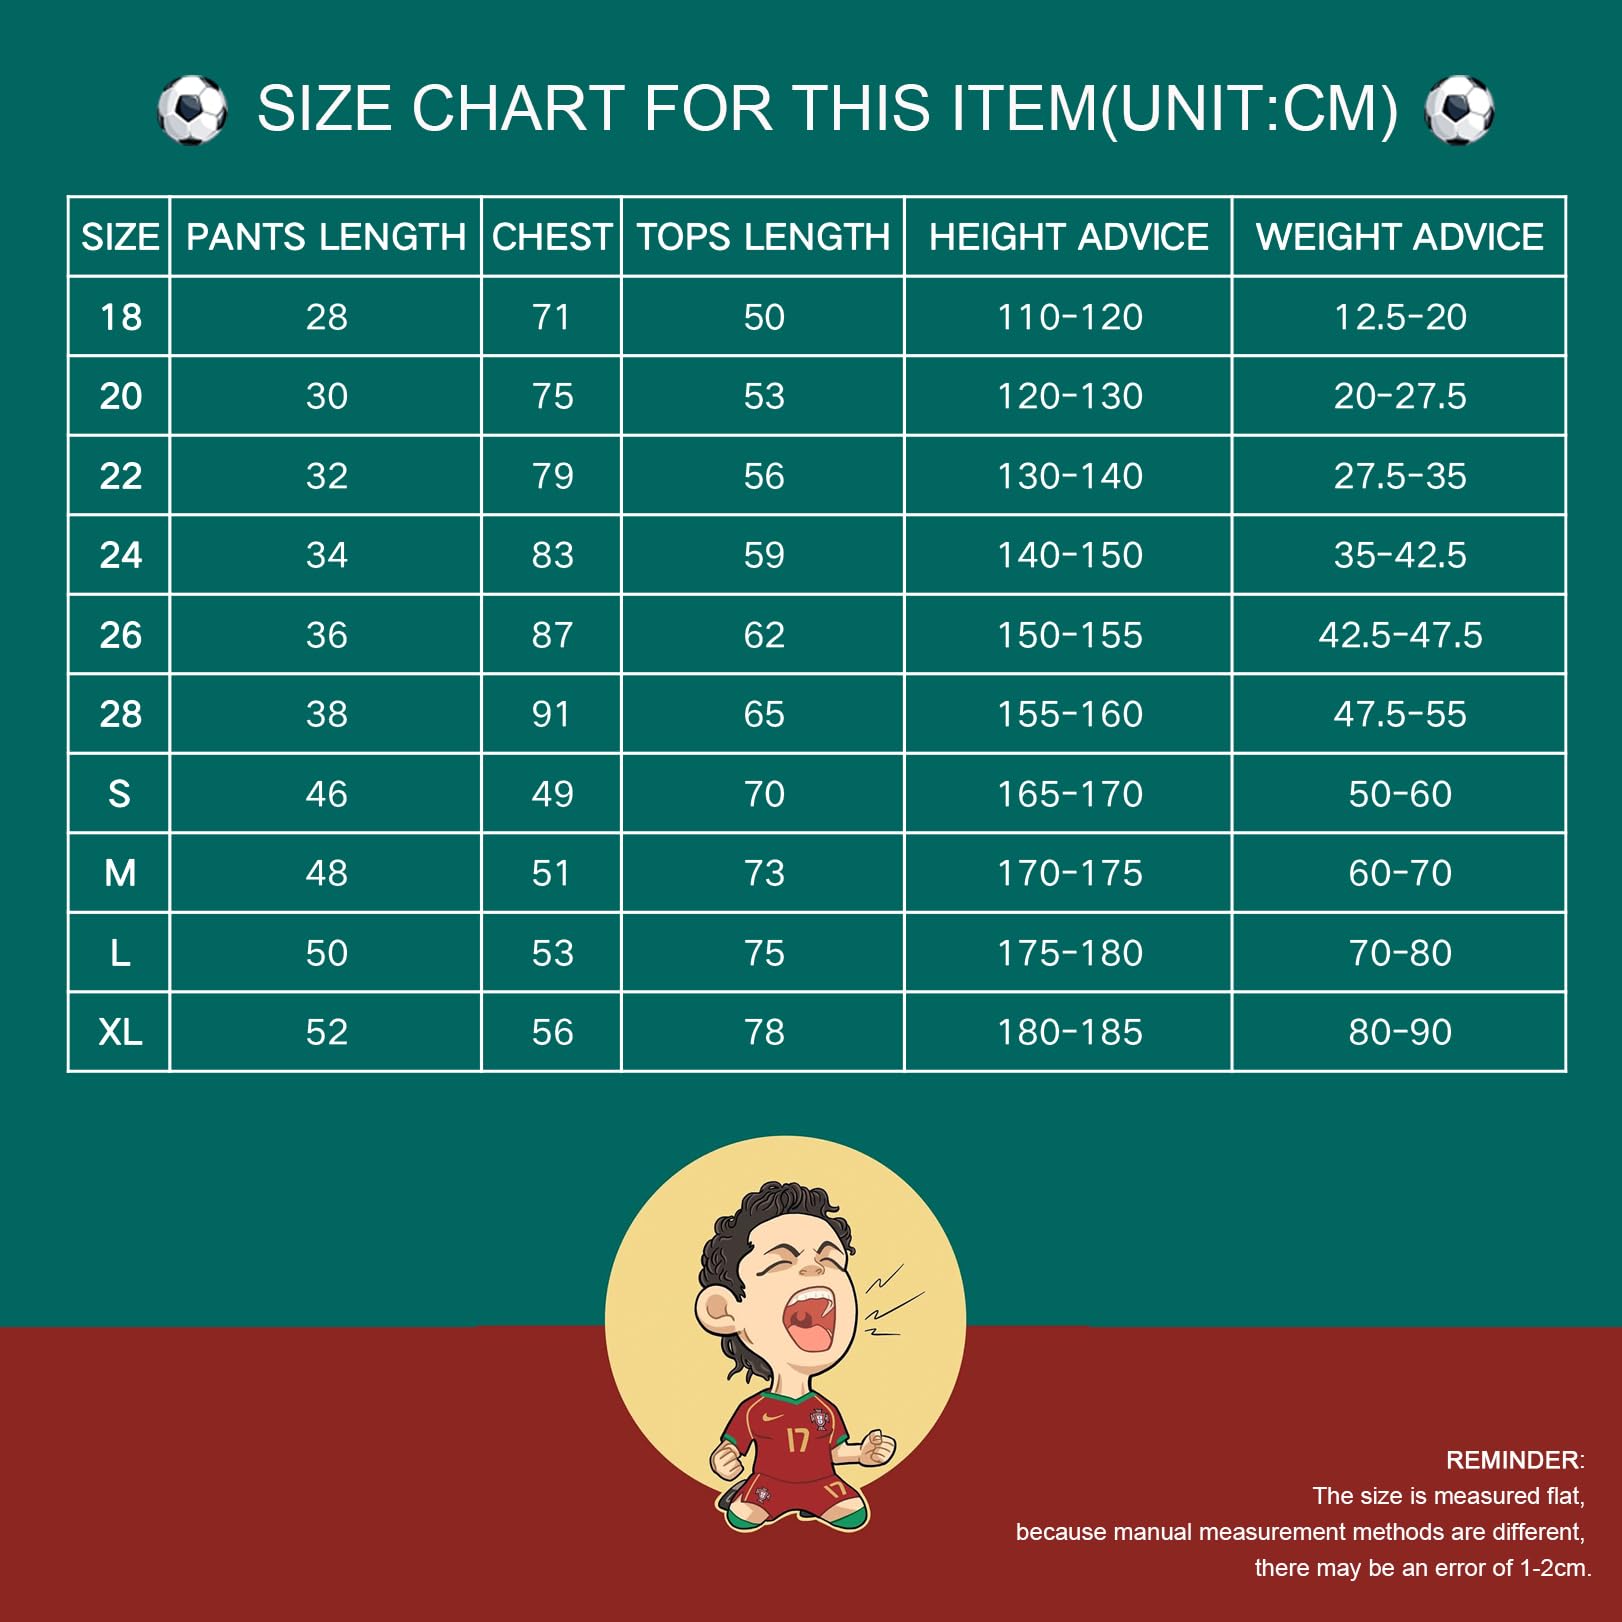 SIZE CHART FOR THIS ITEM(UNIT:CM)
SIZE PANTS LENGTH CHEST TOPS LENGTH HEIGHT ADVICE WEIGHT ADVICE
18 28 71 50 110-120 12.5-20
20 30 75 53 120-130 20-27.5
22 32 79 56 130-140 27.5-35
24 34 83 59 140-150 35-42.5
26 36 87 62 150-155 42.5-47.5
28 38 91 65 155-160 47.5-55
S 46 49 70 165-170 50-60
M 48 51 73 170-175 60-70
L 50 53 75 175-180 70-80
XL 52 56 78 180-185 80-90
17
17
REMINDER:
The size is measured flat,
because manual measurement methods are different,
there may be an error of 1-2cm.